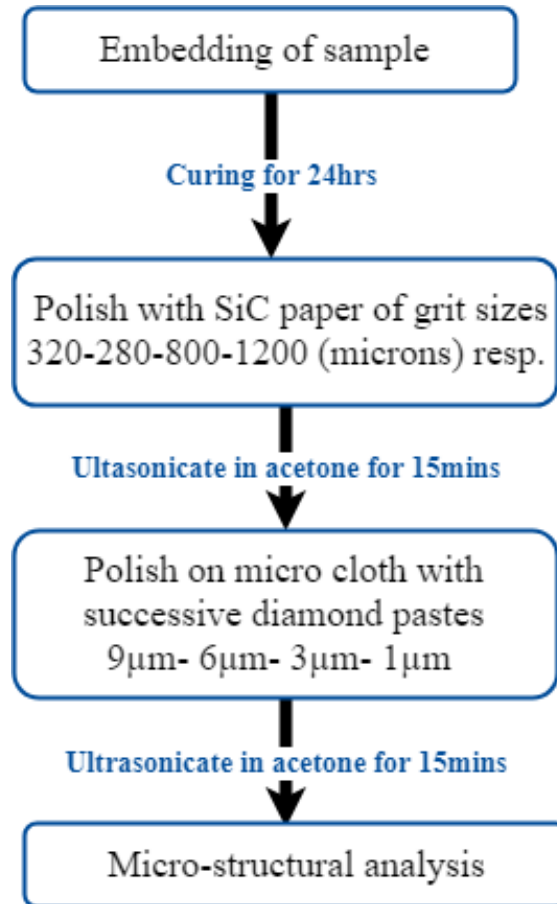 Embedding of sample
Curing for 24hrs
Polish with SiC paper of grit sizes
320-280-800-1200 (microns) resp.
Ultasonicate in acetone for 15mins
Polish on micro cloth with
successive diamond pastes
9µm- 6µm- 3µm- 1µm
Ultrasonicate in acetone for 15mins
Micro-structural analysis